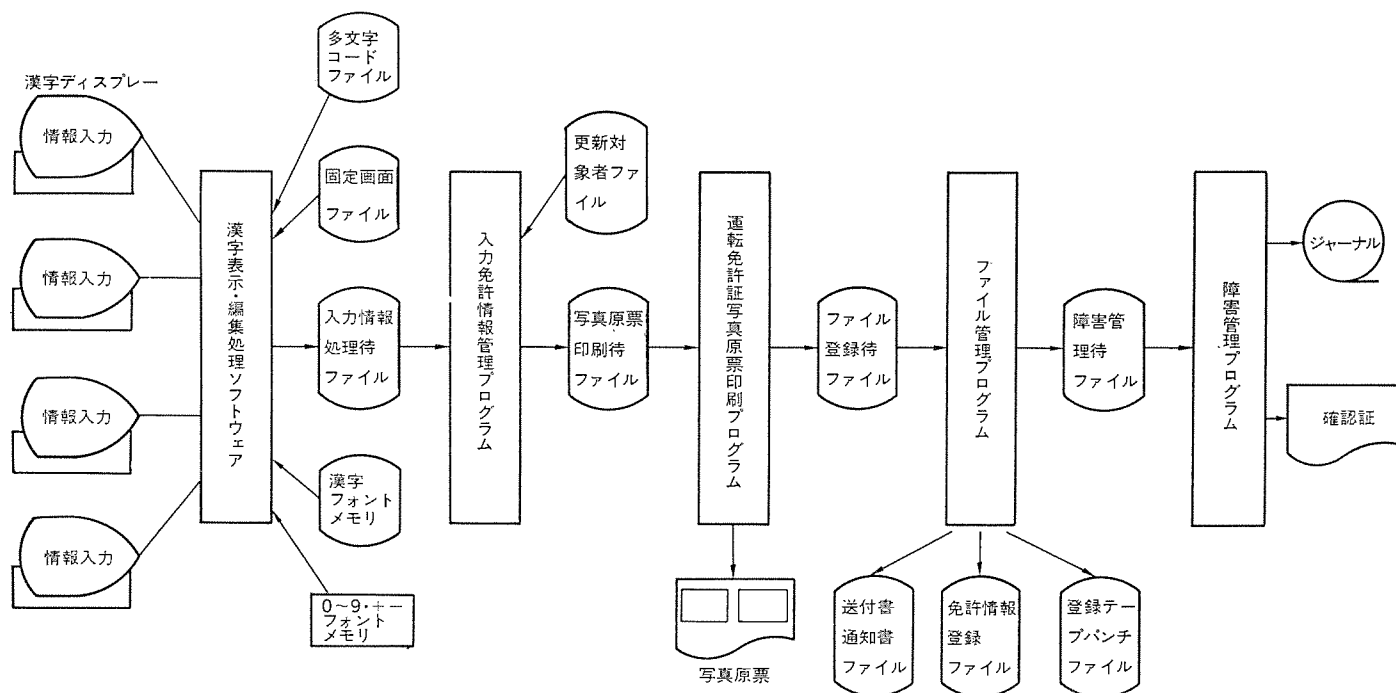 漢字ディスプレー
情報入力
情報入力
情報入力
情報入力
漢字表示・編集処理ソフトウェア
多文字
コード
ファイル
固定画面
ファイル
入力情報
処理待
ファイル
漢字
フォント
メモリ
0~9・+-
フォント
メモリ
入力免許情報管理プログラム
更新対
象者ファ
イル
写真原票
印刷待
ファイル
運転免許証写真原票印刷プログラム
写真原票
ファイル
登録待
ファイル
ファイル管理プログラム
送付書
通知書
ファイル
免許情報
登録
ファイル
登録テー
プパンチ
ファイル
障害管
理待
ファイル
障害管理プログラム
ジャーナル
確認証